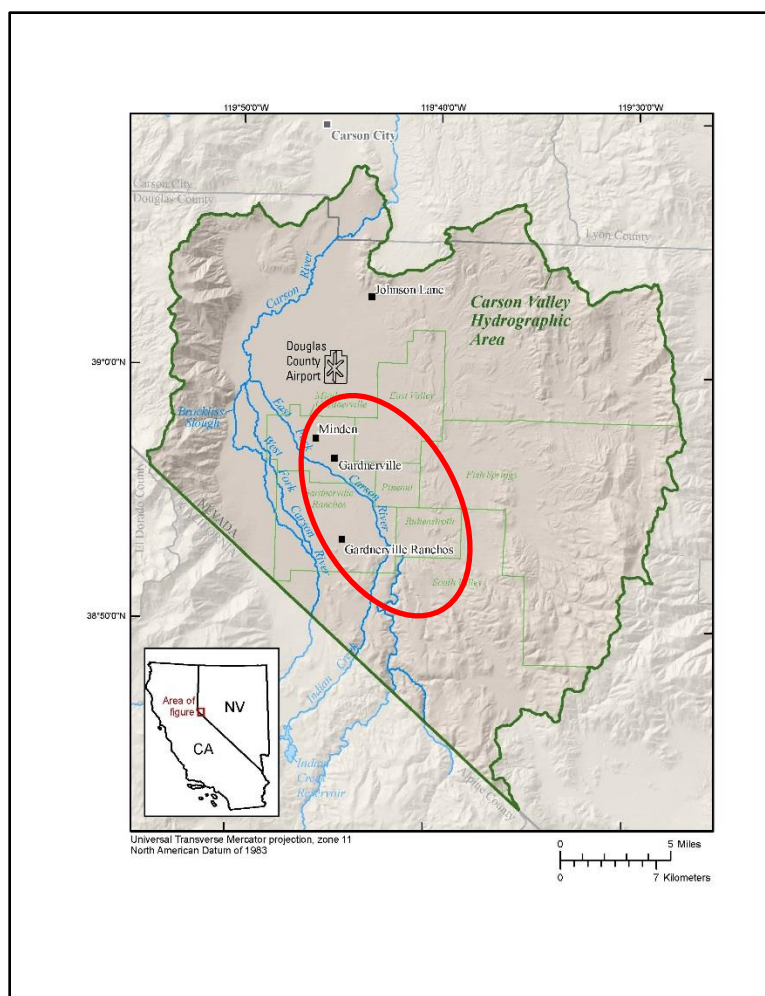 119°50'0"W
119°40'0"W
119°30'0"W
Carson City
Carson City
Douglas County
Lyon County
Carson River
Johnson Lane
Carson Valley
Hydrographic
Area
39°0'0"N
Douglas
County
Airport
East Valley
Brockliss
Slough
East Fork
Carson
River
Minden
Gardnerville
West Fork
Carson
River
Gardnerville
Ranchos
Pinenut
Fish Springs
Ruhenstroth
Gardnerville Ranchos
El Dorado County
NEVADA
CALIFORNIA
South Valley
38°50'0"N
Indian Creek
Indian
Creek
Reservoir
Alpine County
Area of
figure
NV
CA
Universal Transverse Mercator projection, zone 11
North American Datum of 1983
0
5 Miles
0
7 Kilometers